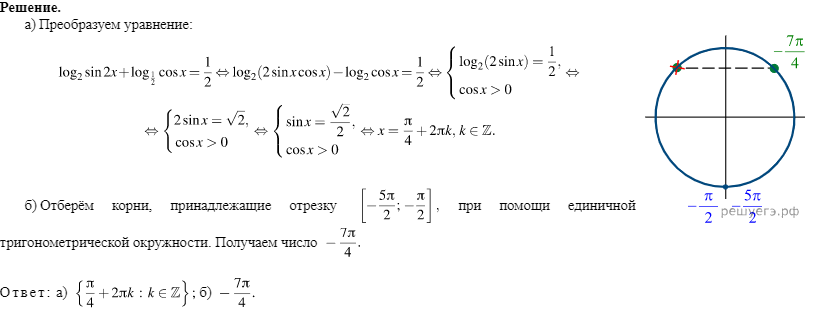 Решение.
а) Преобразуем уравнение:
log₂ sin 2x + log_{1/2} cos x = 1/2 ⇔ log₂(2 sin x cos x) − log₂ cos x = 1/2 ⇔ { log₂(2 sin x) = 1/2, cos x > 0 ⇔
⇔ { 2 sin x = √2, cos x > 0 ⇔ { sin x = √2/2, cos x > 0 ⇔ x = π/4 + 2πk, k ∈ ℤ.
б) Отберём корни, принадлежащие отрезку [−5π/2; −π/2], при помощи единичной
тригонометрической окружности. Получаем число −7π/4.
Ответ: а) {π/4 + 2πk : k ∈ ℤ}; б) −7π/4.
−7π/4
−π/2 −5π/2
решуегэ.рф